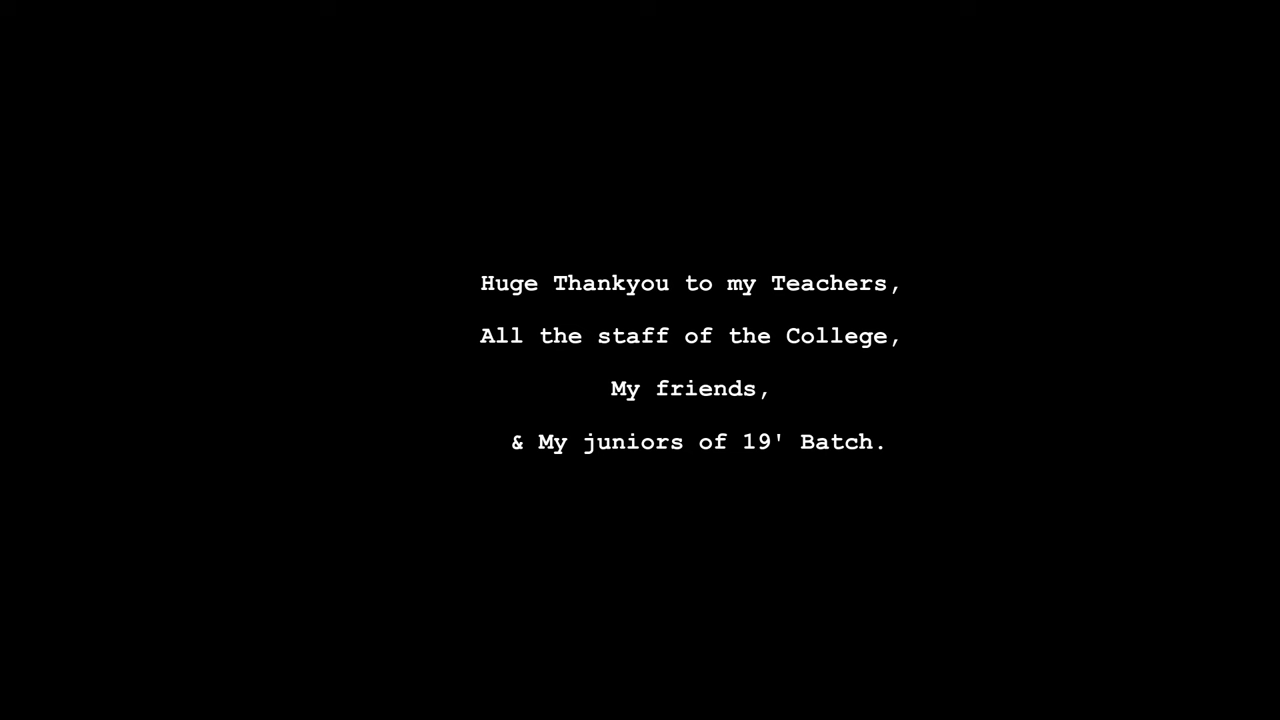 Huge Thankyou to my Teachers,
All the staff of the College,
My friends,
& My juniors of 19' Batch.